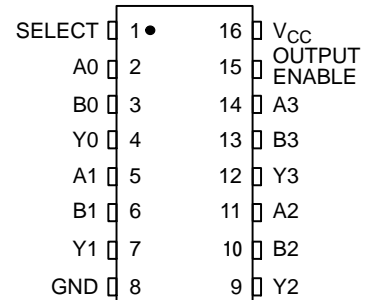 SELECT 1 16 VCC
A0 2 15 OUTPUT ENABLE
B0 3 14 A3
Y0 4 13 B3
A1 5 12 Y3
B1 6 11 A2
Y1 7 10 B2
GND 8 9 Y2